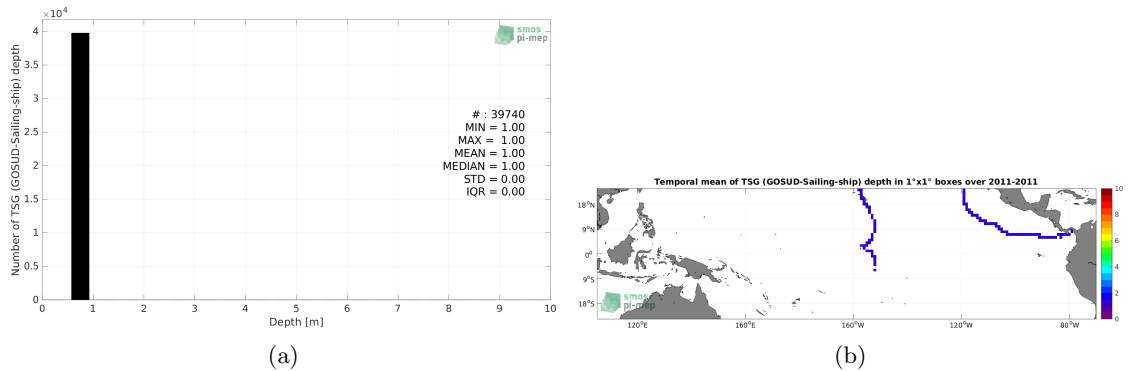 ×10⁴
4
3.5
3
2.5
2
1.5
1
0.5
0
Number of TSG (GOSUD-Sailing-ship) depth
smos
pi-mep
# : 39740
MIN = 1.00
MAX = 1.00
MEAN = 1.00
MEDIAN = 1.00
STD = 0.00
IQR = 0.00
0 1 2 3 4 5 6 7 8 9 10
Depth [m]
(a)
Temporal mean of TSG (GOSUD-Sailing-ship) depth in 1°x1° boxes over 2011-2011
18°N
9°N
0°
9°S
18°S
smos
pi-mep
120°E 160°E 160°W 120°W 80°W
10
8
6
4
2
0
(b)